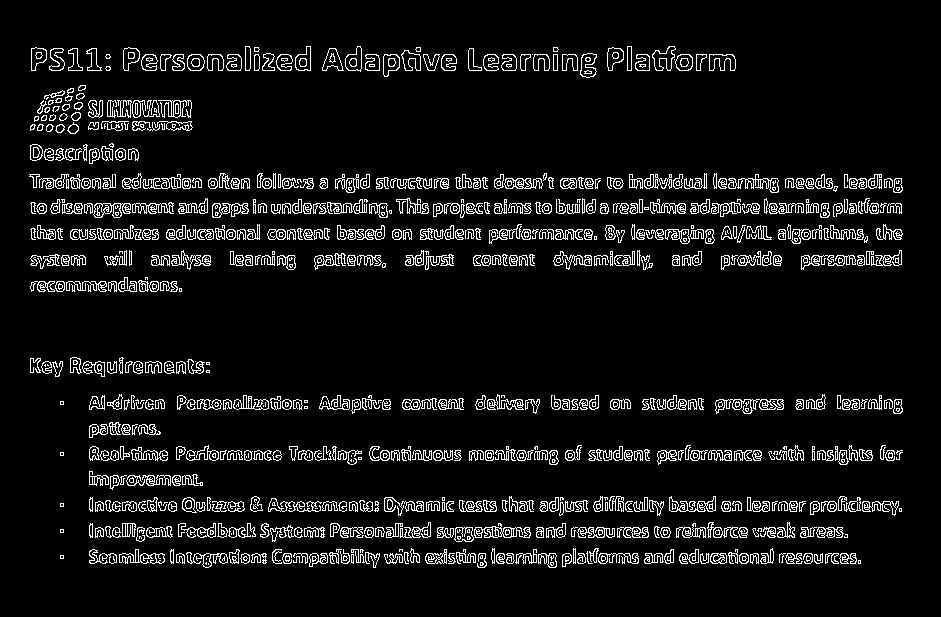 PS11: Personalized Adaptive Learning Platform
SJ INNOVATION
AI FIRST SOLUTIONS
Description
Traditional education often follows a rigid structure that doesn't cater to individual learning needs, leading
to disengagement and gaps in understanding. This project aims to build a real-time adaptive learning platform
that customizes educational content based on student performance. By leveraging AI/ML algorithms, the
system will analyse learning patterns, adjust content dynamically, and provide personalized
recommendations.
Key Requirements:
▪ AI-driven Personalization: Adaptive content delivery based on student progress and learning
patterns.
▪ Real-time Performance Tracking: Continuous monitoring of student performance with insights for
improvement.
▪ Interactive Quizzes & Assessments: Dynamic tests that adjust difficulty based on learner proficiency.
▪ Intelligent Feedback System: Personalized suggestions and resources to reinforce weak areas.
▪ Seamless Integration: Compatibility with existing learning platforms and educational resources.